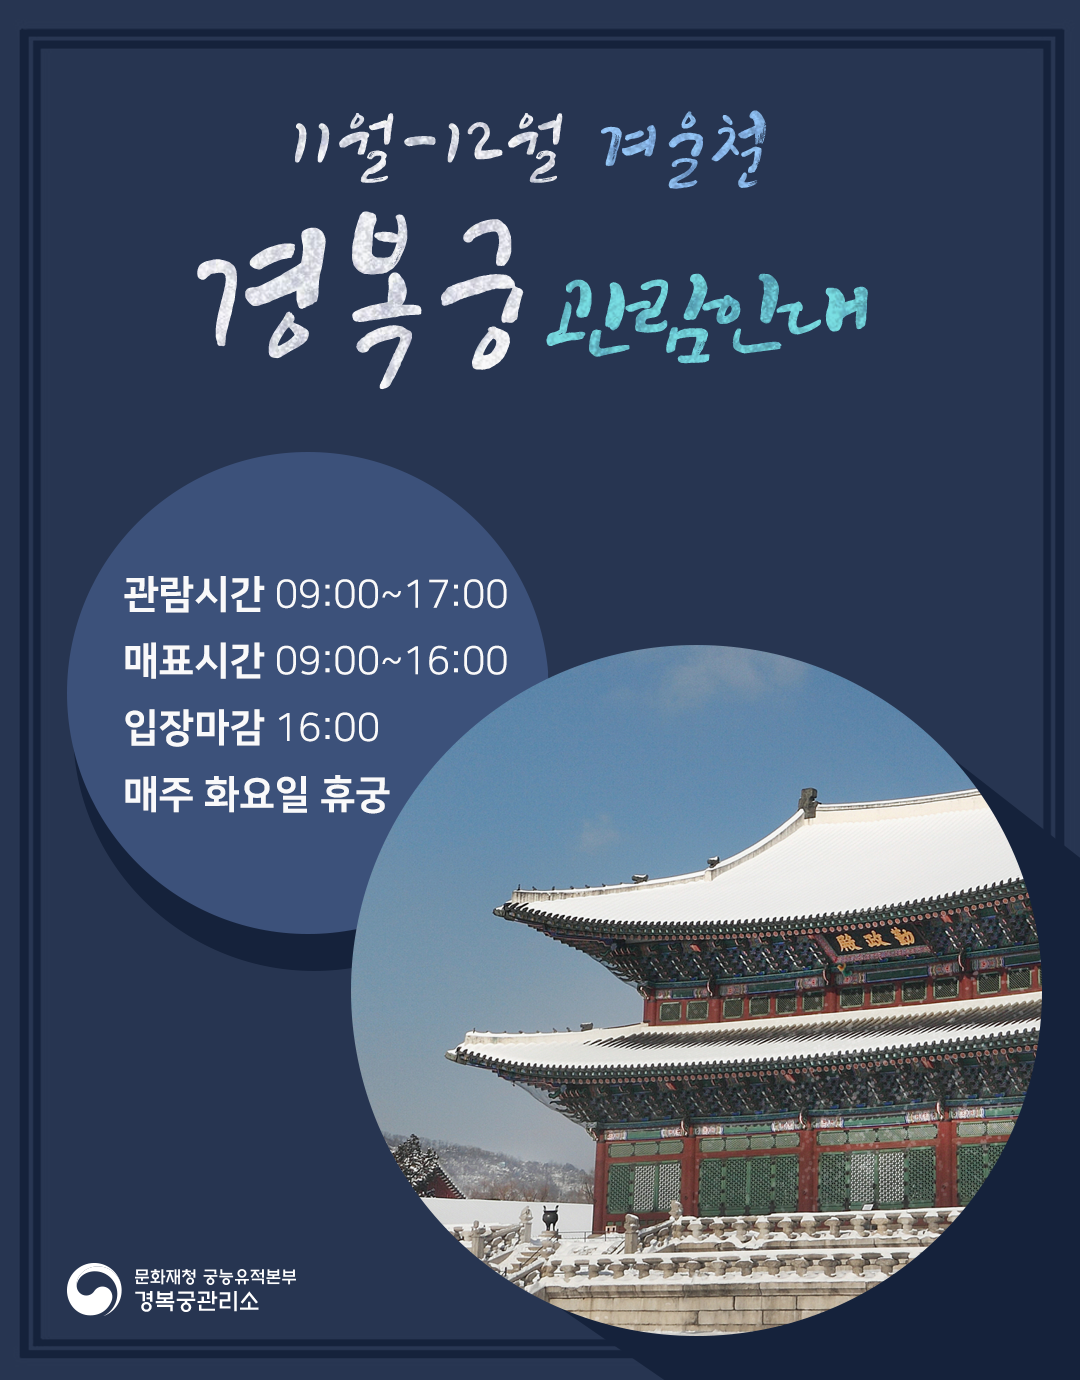 11월-12월 겨울철
경복궁 관람안내
관람시간 09:00~17:00
매표시간 09:00~16:00
입장마감 16:00
매주 화요일 휴궁
勤政殿
문화재청 궁능유적본부
경복궁관리소